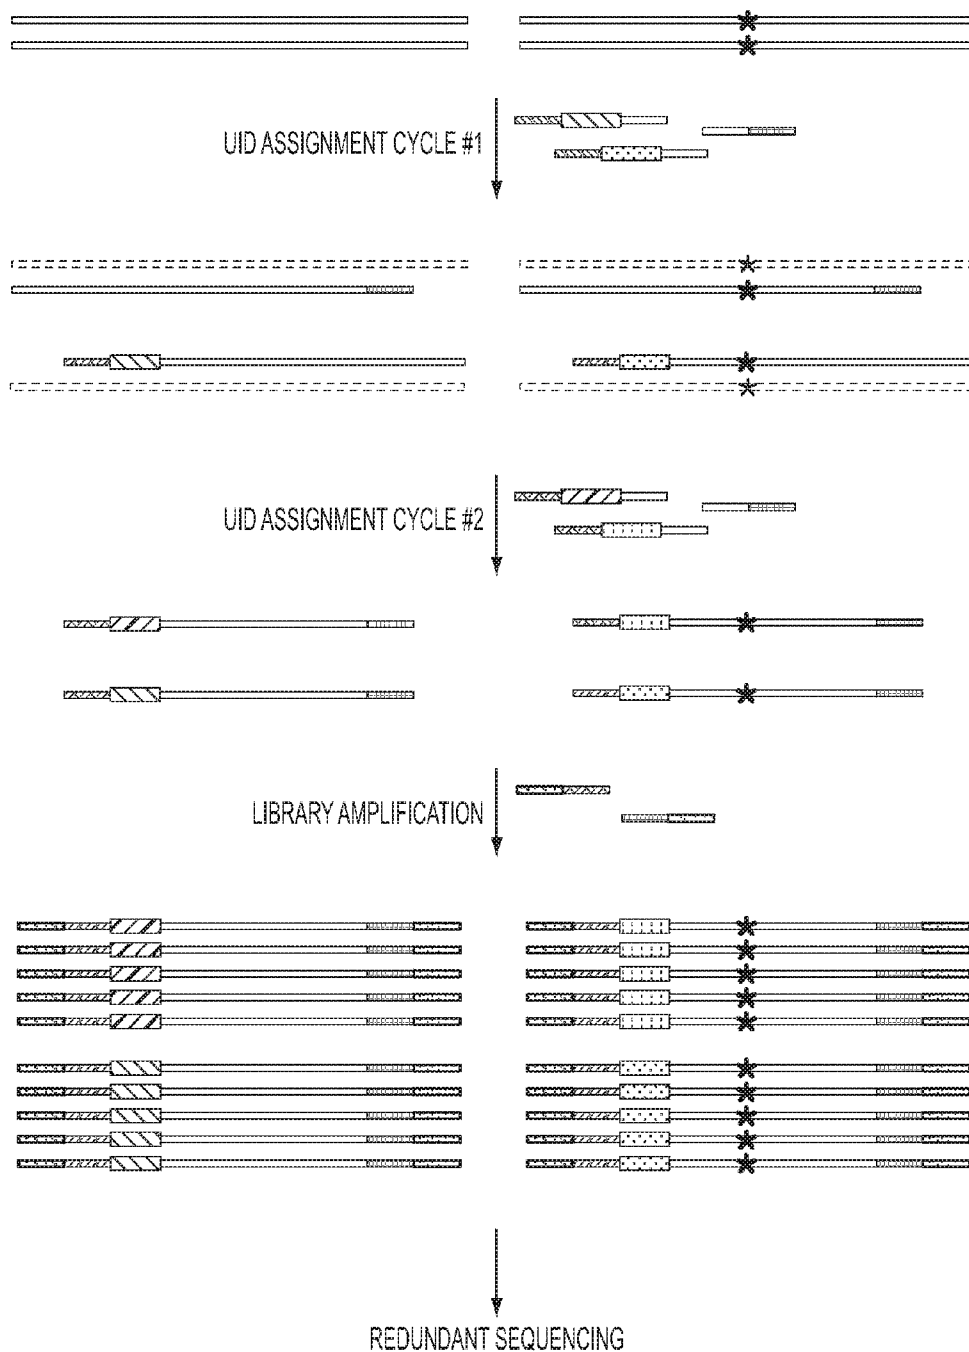 UID ASSIGNMENT CYCLE #1
UID ASSIGNMENT CYCLE #2
LIBRARY AMPLIFICATION
REDUNDANT SEQUENCING